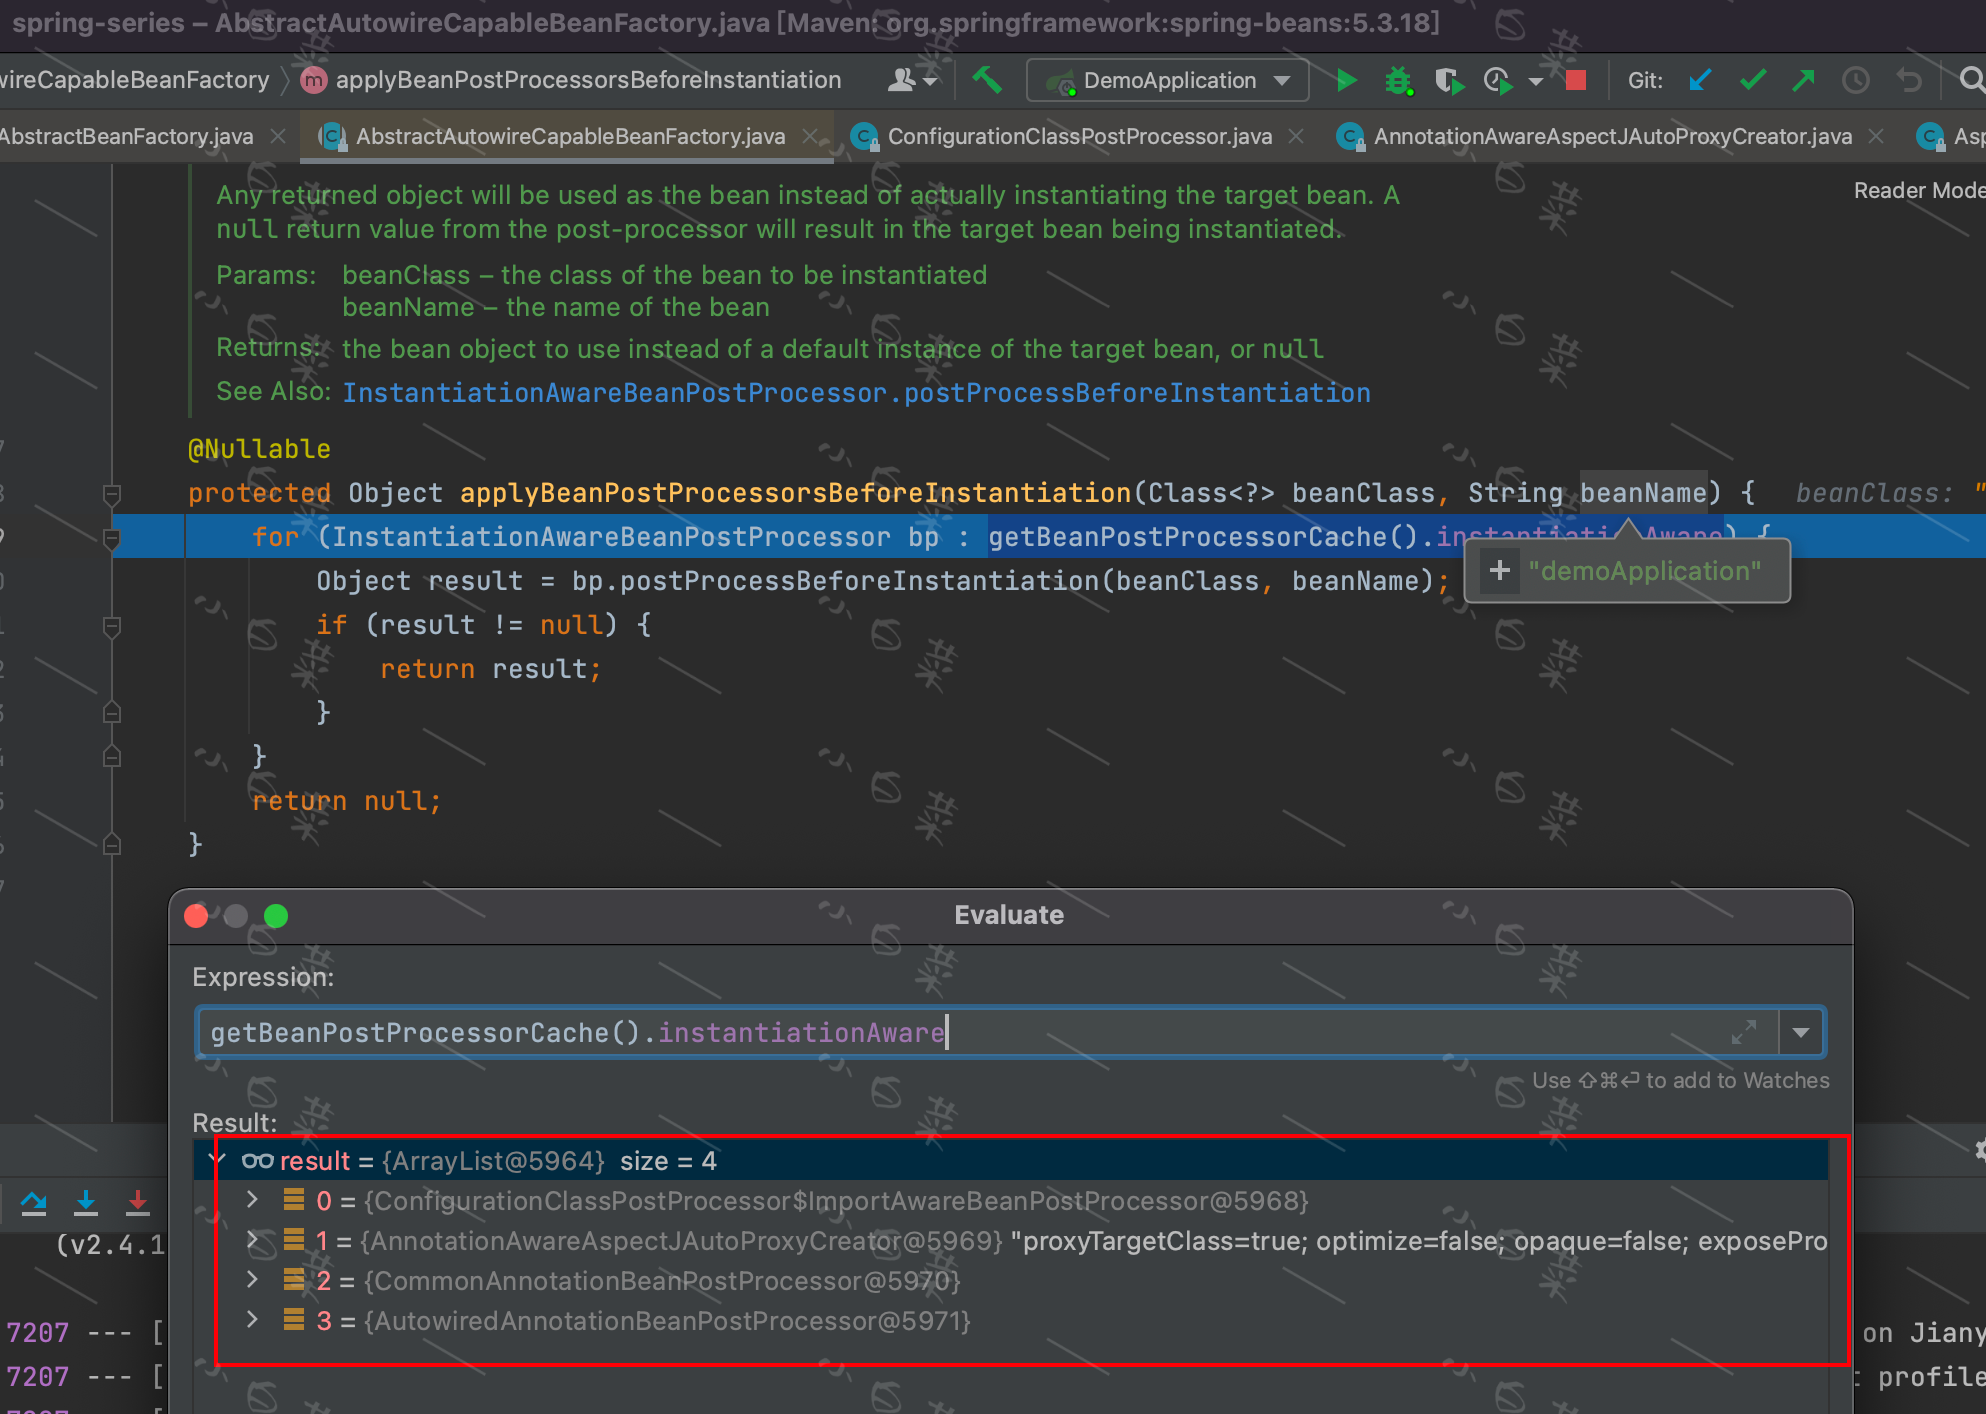 spring-series – AbstractAutowireCapableBeanFactory.java [Maven: org.springframework:spring-beans:5.3.18]
wireCapableBeanFactory applyBeanPostProcessorsBeforeInstantiation DemoApplication Git:
AbstractBeanFactory.java AbstractAutowireCapableBeanFactory.java ConfigurationClassPostProcessor.java AnnotationAwareAspectJAutoProxyCreator.java Asp
Reader Mode
Any returned object will be used as the bean instead of actually instantiating the target bean. A
null return value from the post-processor will result in the target bean being instantiated.
Params: beanClass – the class of the bean to be instantiated
beanName – the name of the bean
Returns: the bean object to use instead of a default instance of the target bean, or null
See Also: InstantiationAwareBeanPostProcessor.postProcessBeforeInstantiation
@Nullable
protected Object applyBeanPostProcessorsBeforeInstantiation(Class<?> beanClass, String beanName) { beanClass: "
for (InstantiationAwareBeanPostProcessor bp : getBeanPostProcessorCache().instantiationAware) {
+ "demoApplication"
Object result = bp.postProcessBeforeInstantiation(beanClass, beanName);
if (result != null) {
return result;
}
}
return null;
}
Evaluate
Expression:
getBeanPostProcessorCache().instantiationAware
Use ⇧⌘⏎ to add to Watches
Result:
result = {ArrayList@5964} size = 4
0 = {ConfigurationClassPostProcessor$ImportAwareBeanPostProcessor@5968}
1 = {AnnotationAwareAspectJAutoProxyCreator@5969} "proxyTargetClass=true; optimize=false; opaque=false; exposePro
2 = {CommonAnnotationBeanPostProcessor@5970}
3 = {AutowiredAnnotationBeanPostProcessor@5971}
(v2.4.1
7207 --- [ on Jiany
7207 --- [ t profile